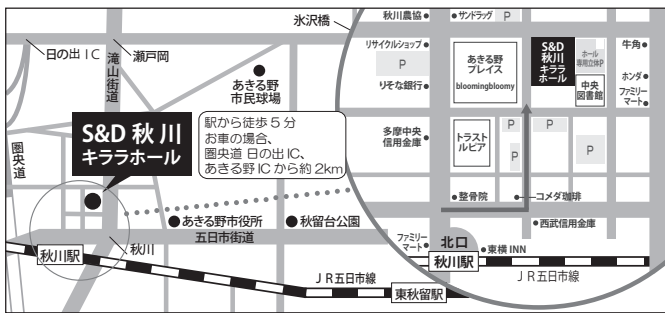 氷沢橋
日の出IC
瀬戸岡
滝山街道
あきる野
市民球場
S&D 秋川
キララホール
駅から徒歩5分
お車の場合、
圏央道 日の出IC、
あきる野ICから約2km
圏央道
あきる野市役所
秋留台公園
五日市街道
秋川
秋川駅
JR五日市線
東秋留駅
秋川農協
サンドラッグ
P
リサイクルショップ
P
りそな銀行
あきる野
プレイス
bloomingbloomy
S&D
秋川
キララ
ホール
ホール
専用立体P
中央
図書館
牛角
ホンダ
ファミリー
マート
多摩中央
信用金庫
トラスト
ルピア
P
P
P
P
整骨院
コメダ珈琲
西武信用金庫
ファミリー
マート
北口
東横INN
秋川駅
JR五日市線